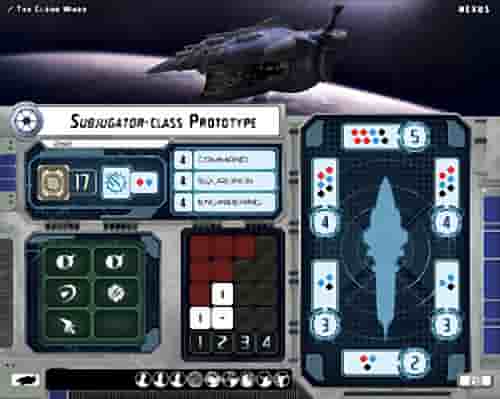 / THE CLONE WARS
NEXUS
SUBJUGATOR-CLASS PROTOTYPE
17
4 COMMAND
4 SQUADRON
4 ENGINEERING
5
4
4
3
3
2
1
1 -
1 2 3 4